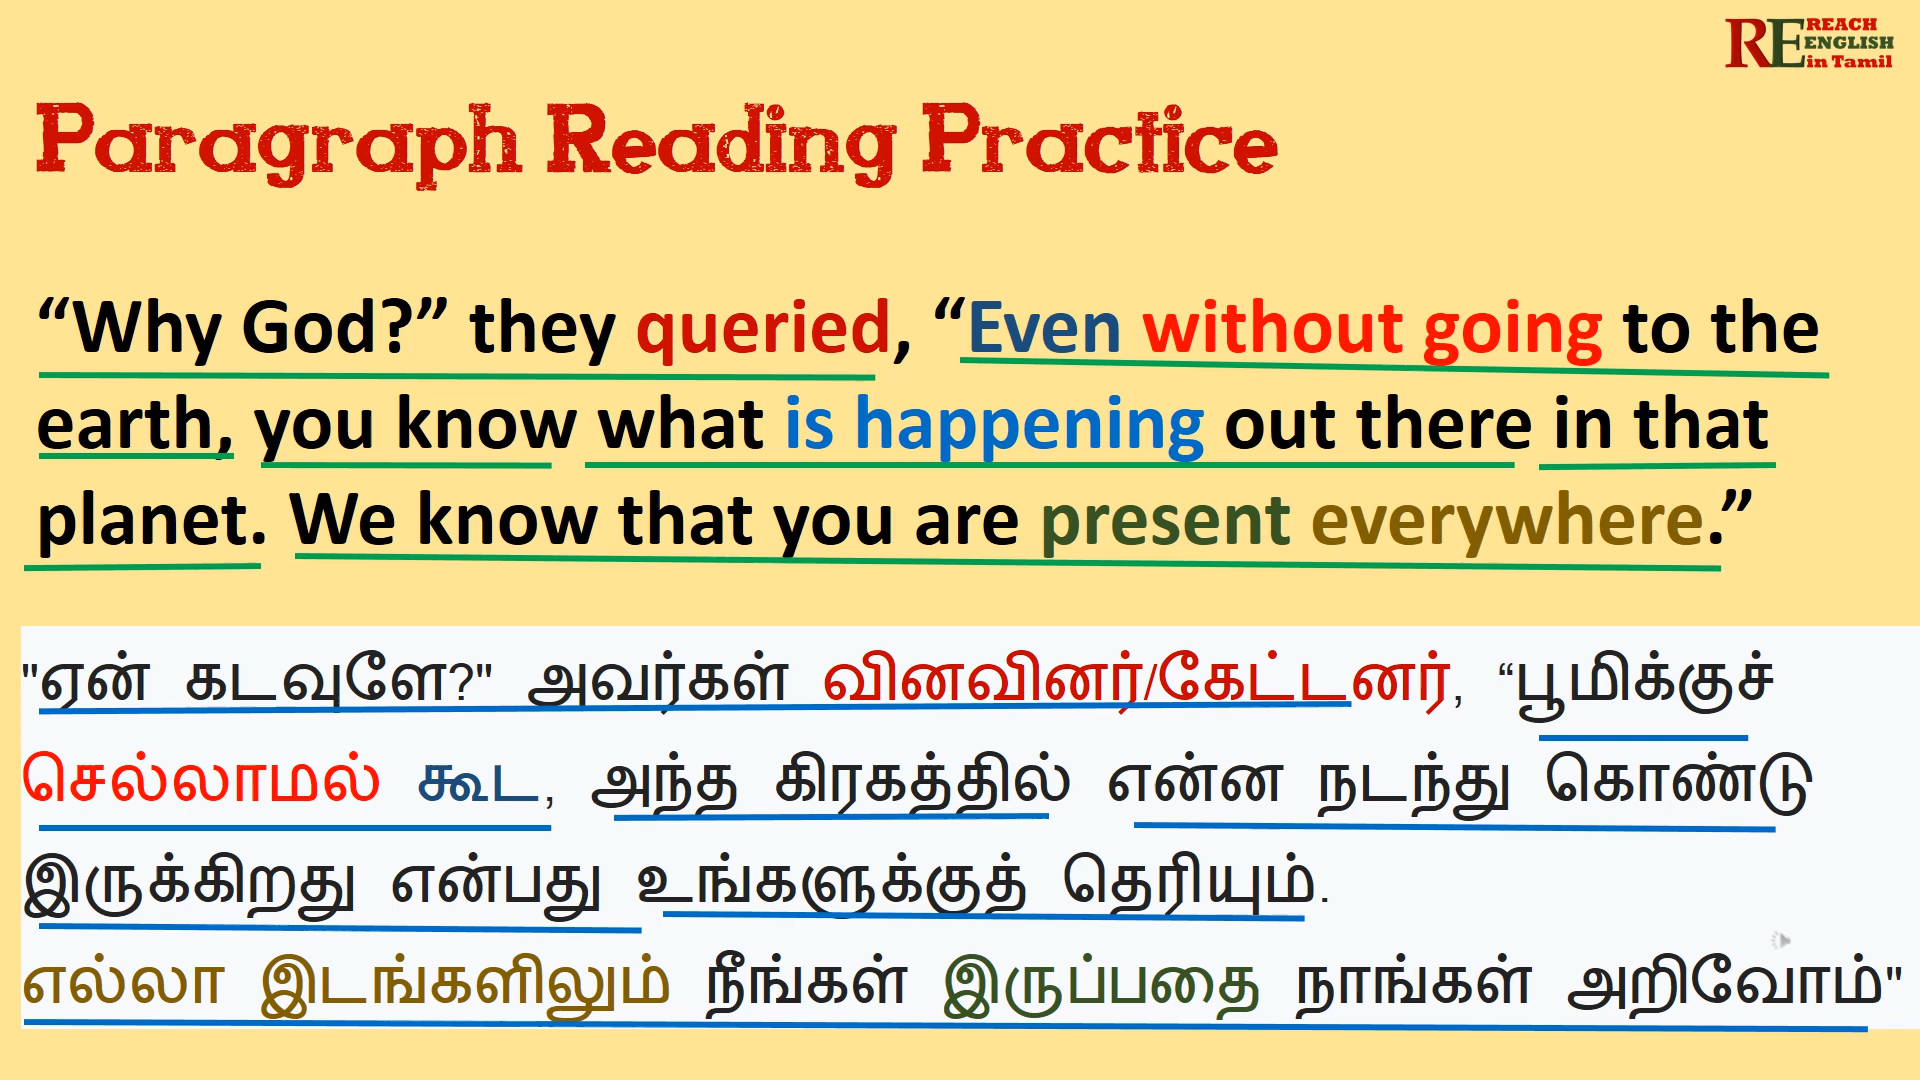 RE REACH
ENGLISH
in Tamil
Paragraph Reading Practice
“Why God?” they queried, “Even without going to the
earth, you know what is happening out there in that
planet. We know that you are present everywhere.”
"ஏன் கடவுளே?" அவர்கள் வினவினர்/கேட்டனர், “பூமிக்குச்
செல்லாமல் கூட, அந்த கிரகத்தில் என்ன நடந்து கொண்டு
இருக்கிறது என்பது உங்களுக்குத் தெரியும்.
எல்லா இடங்களிலும் நீங்கள் இருப்பதை நாங்கள் அறிவோம்"